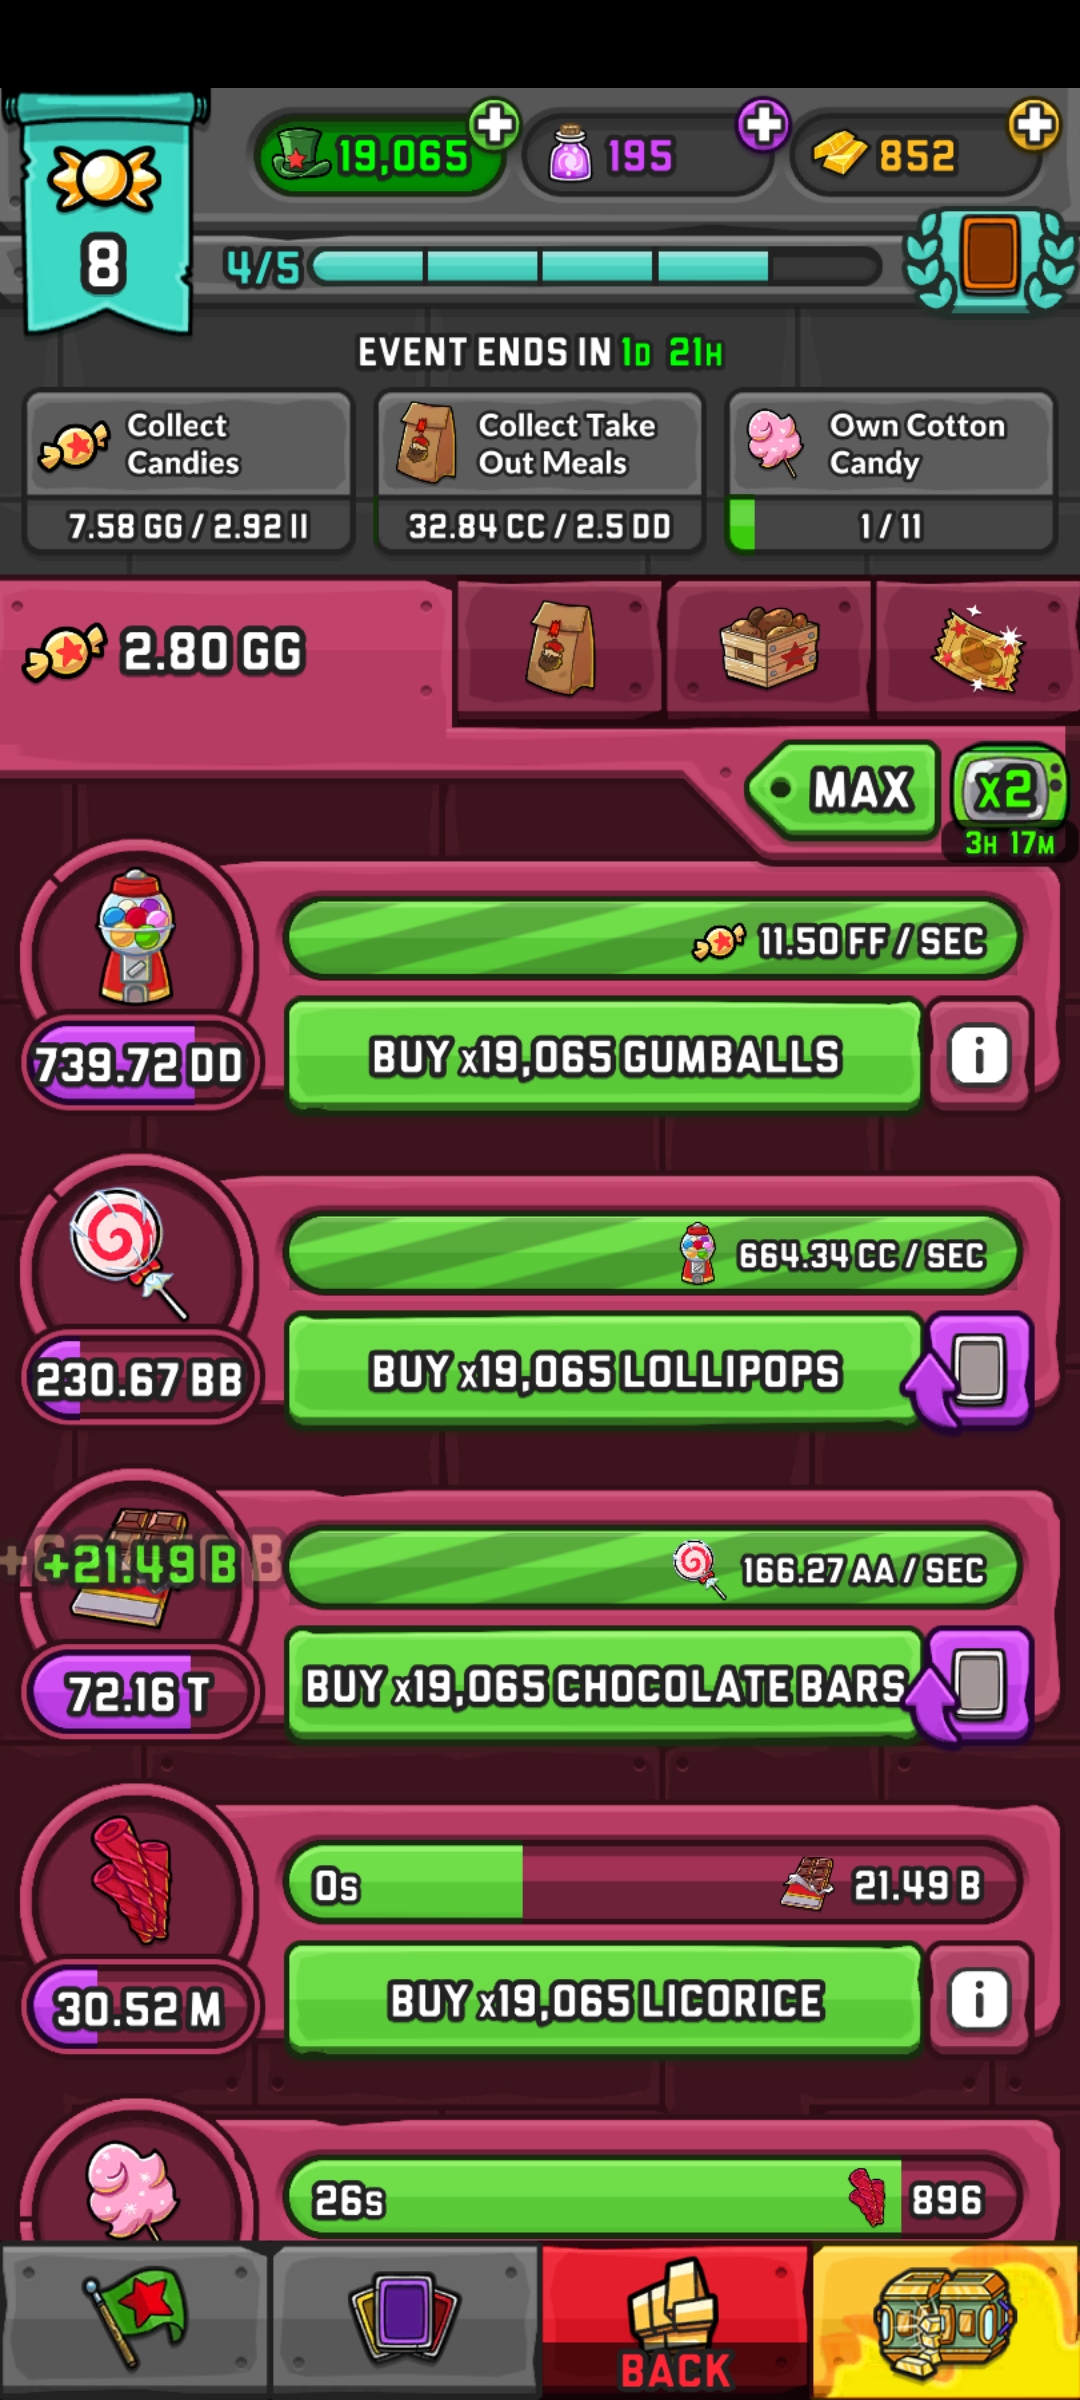 19,065
195
852
8
4/5
EVENT ENDS IN 1D 21H
Collect
Candies
7.58 GG / 2.92 II
Collect Take
Out Meals
32.84 CC / 2.5 DD
Own Cotton
Candy
1 / 11
2.80 GG
MAX
x2
3H 17M
11.50 FF / SEC
739.72 DD
BUY x19,065 GUMBALLS
i
664.34 CC / SEC
230.67 BB
BUY x19,065 LOLLIPOPS
+21.49 B
166.27 AA / SEC
72.16 T
BUY x19,065 CHOCOLATE BARS
0s
21.49 B
30.52 M
BUY x19,065 LICORICE
i
26s
896
BACK